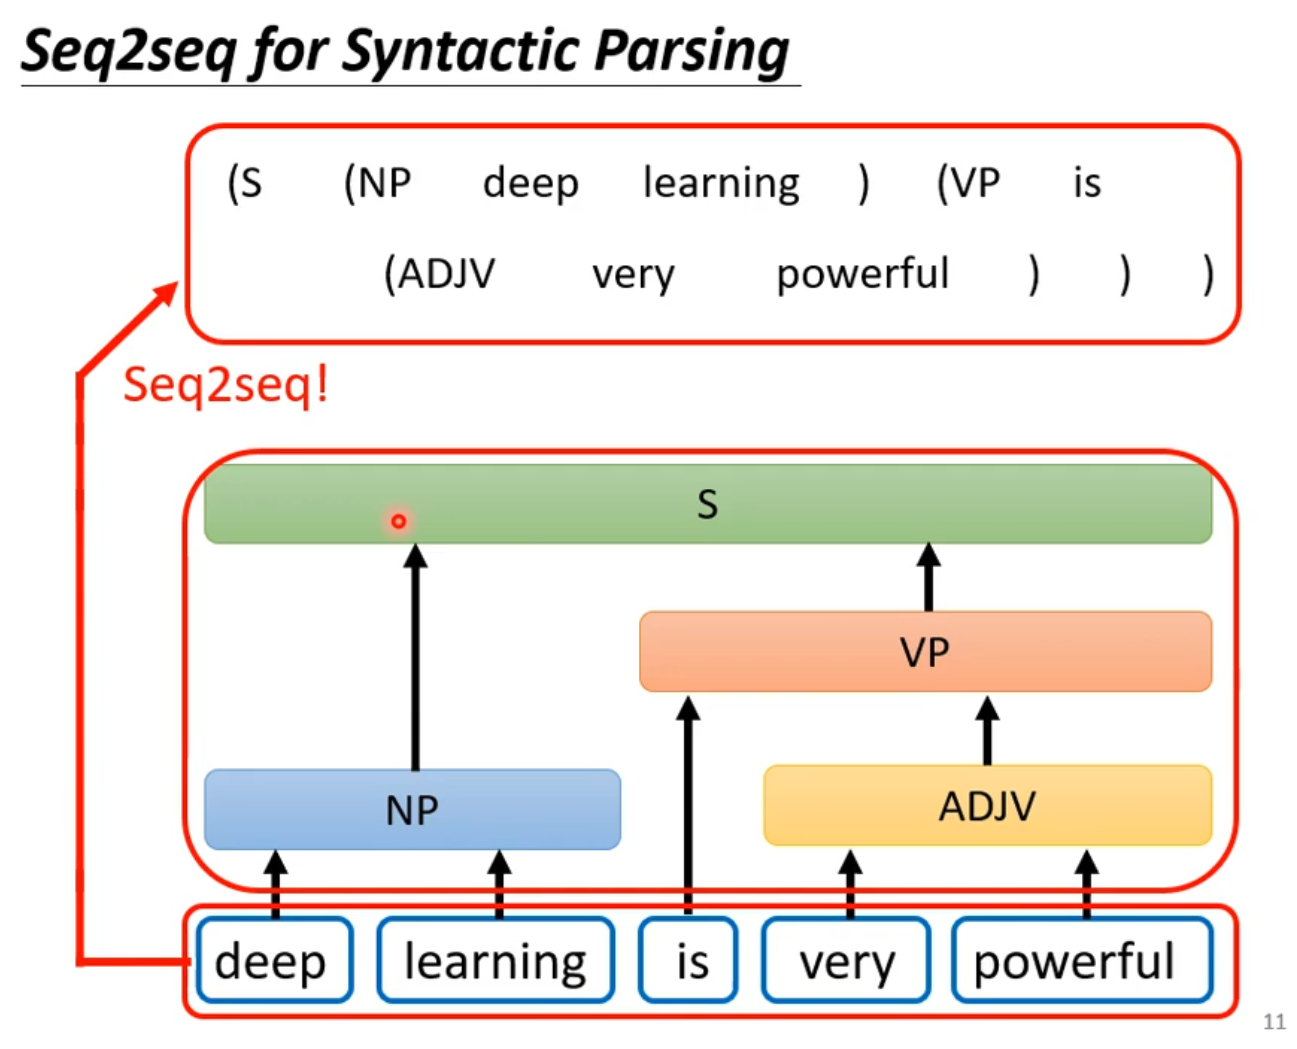 Seq2seq for Syntactic Parsing
(S (NP deep learning ) (VP is
(ADJV very powerful ) ) )
Seq2seq!
S
VP
NP ADJV
deep learning is very powerful
11